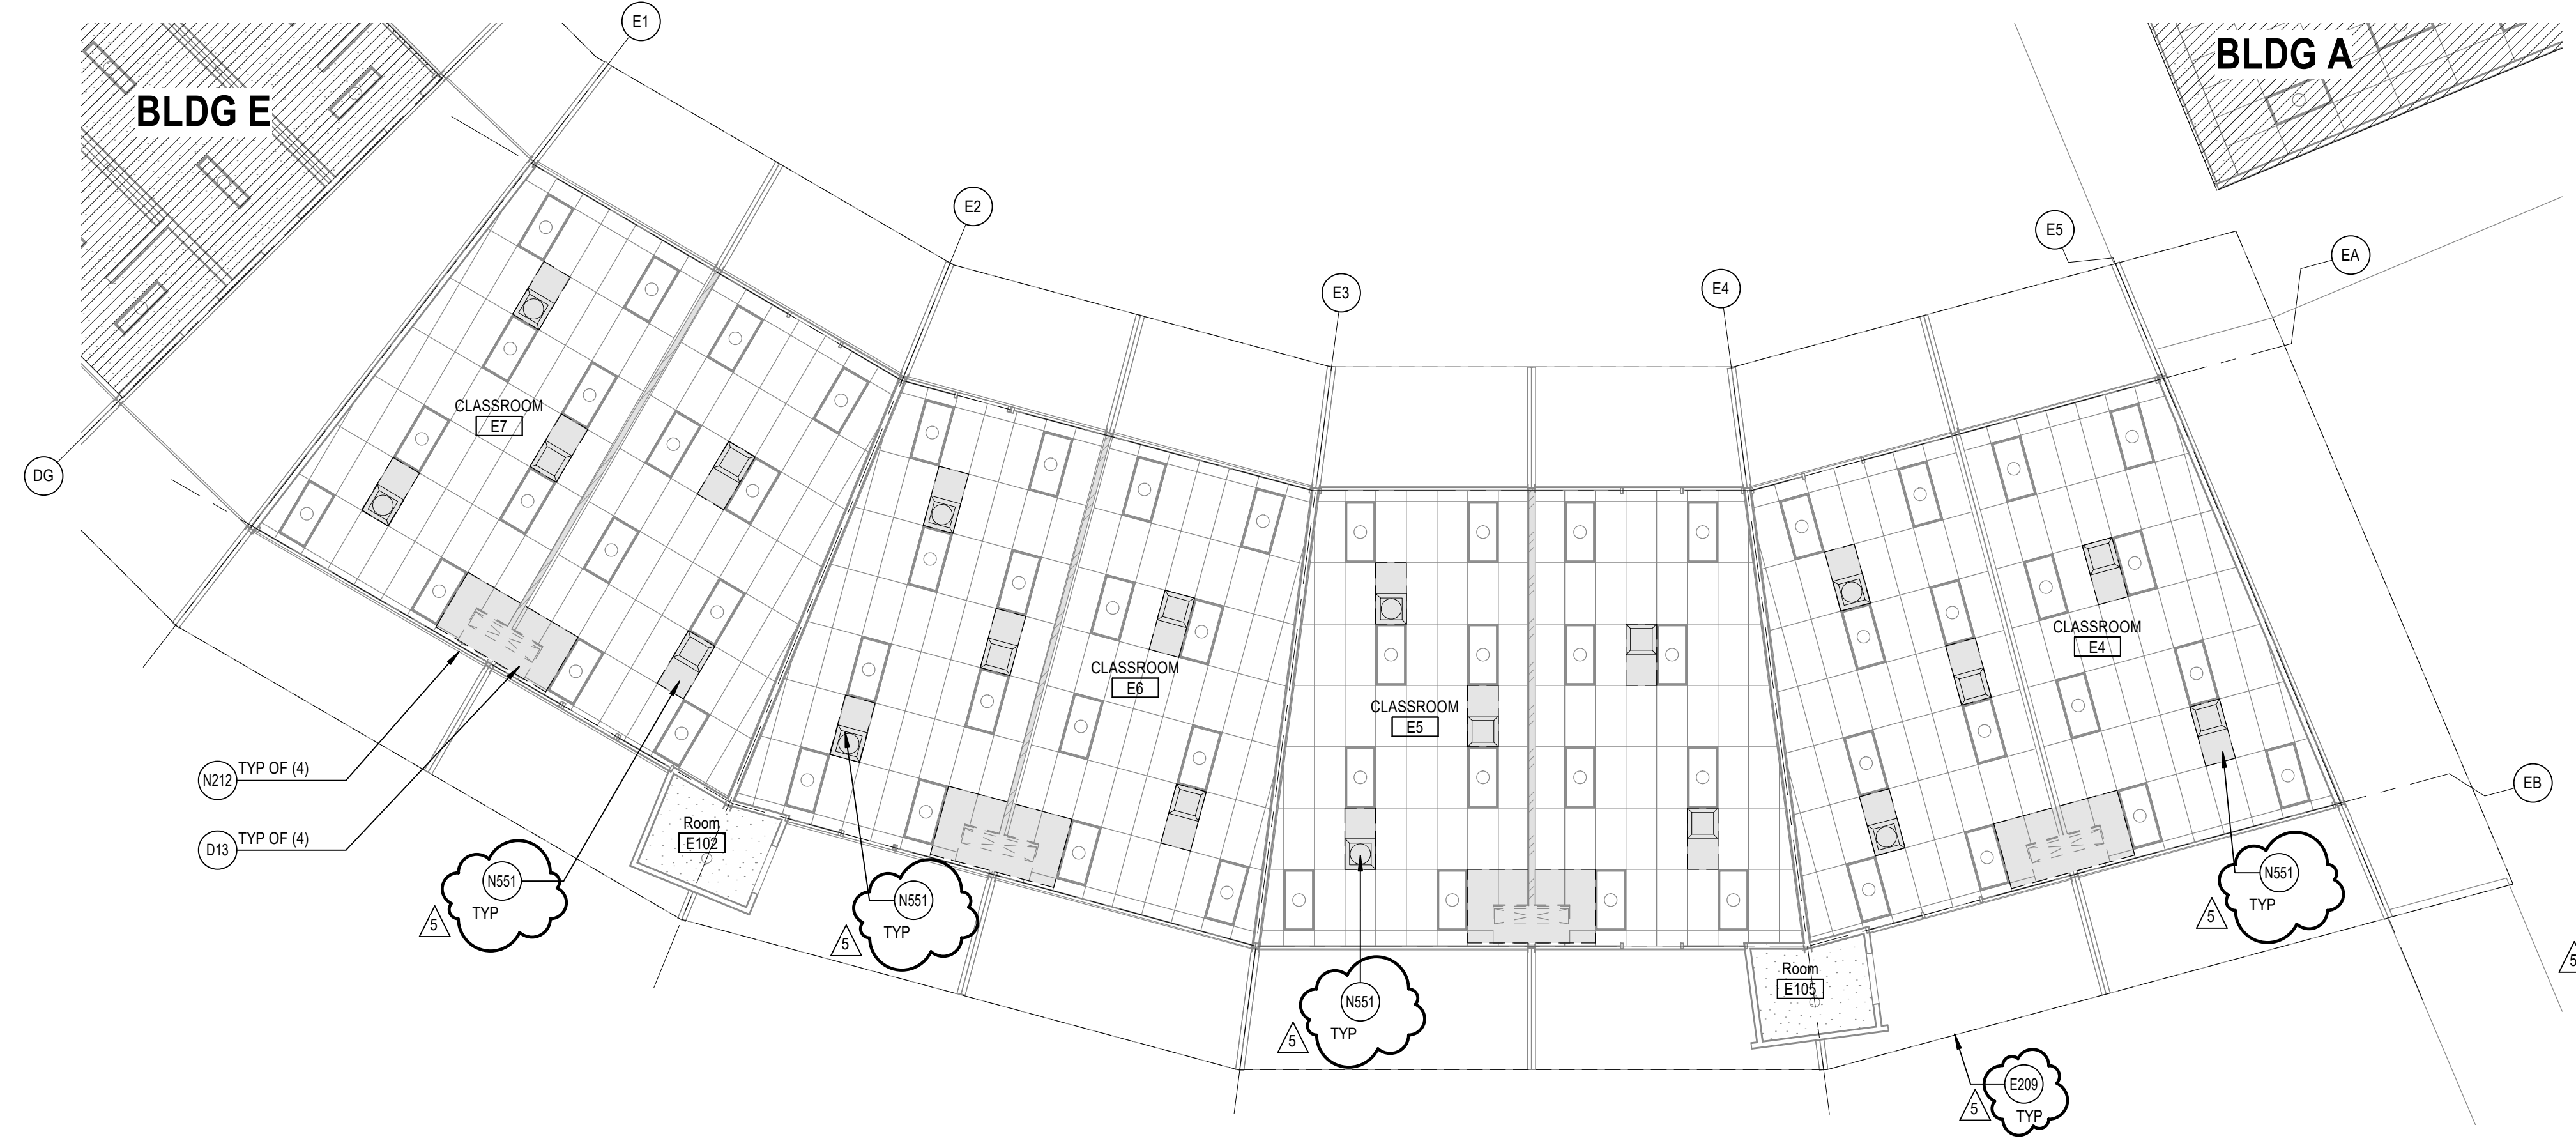 E1
BLDG A
BLDG E
E2
E5
EA
E3
E4
CLASSROOM
E7
DG
CLASSROOM
E4
CLASSROOM
E6
CLASSROOM
E5
N212 TYP OF (4)
EB
Room
E102
D13 TYP OF (4)
N551
TYP
5
N551
TYP
5
N551
TYP
5
N551
TYP
5
Room
E105
5
E209
TYP
5